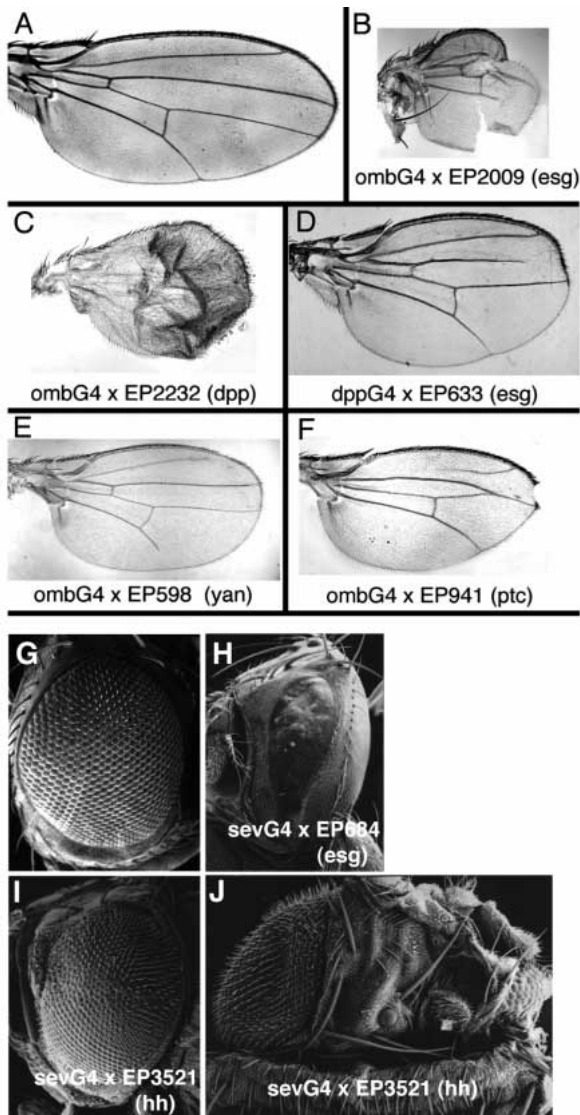 A
B
ombG4 x EP2009 (esg)
C
ombG4 x EP2232 (dpp)
D
dppG4 x EP633 (esg)
E
ombG4 x EP598 (yan)
F
ombG4 x EP941 (ptc)
G
H
sevG4 x EP684
(esg)
I
sevG4 x EP3521
(hh)
J
sevG4 x EP3521 (hh)